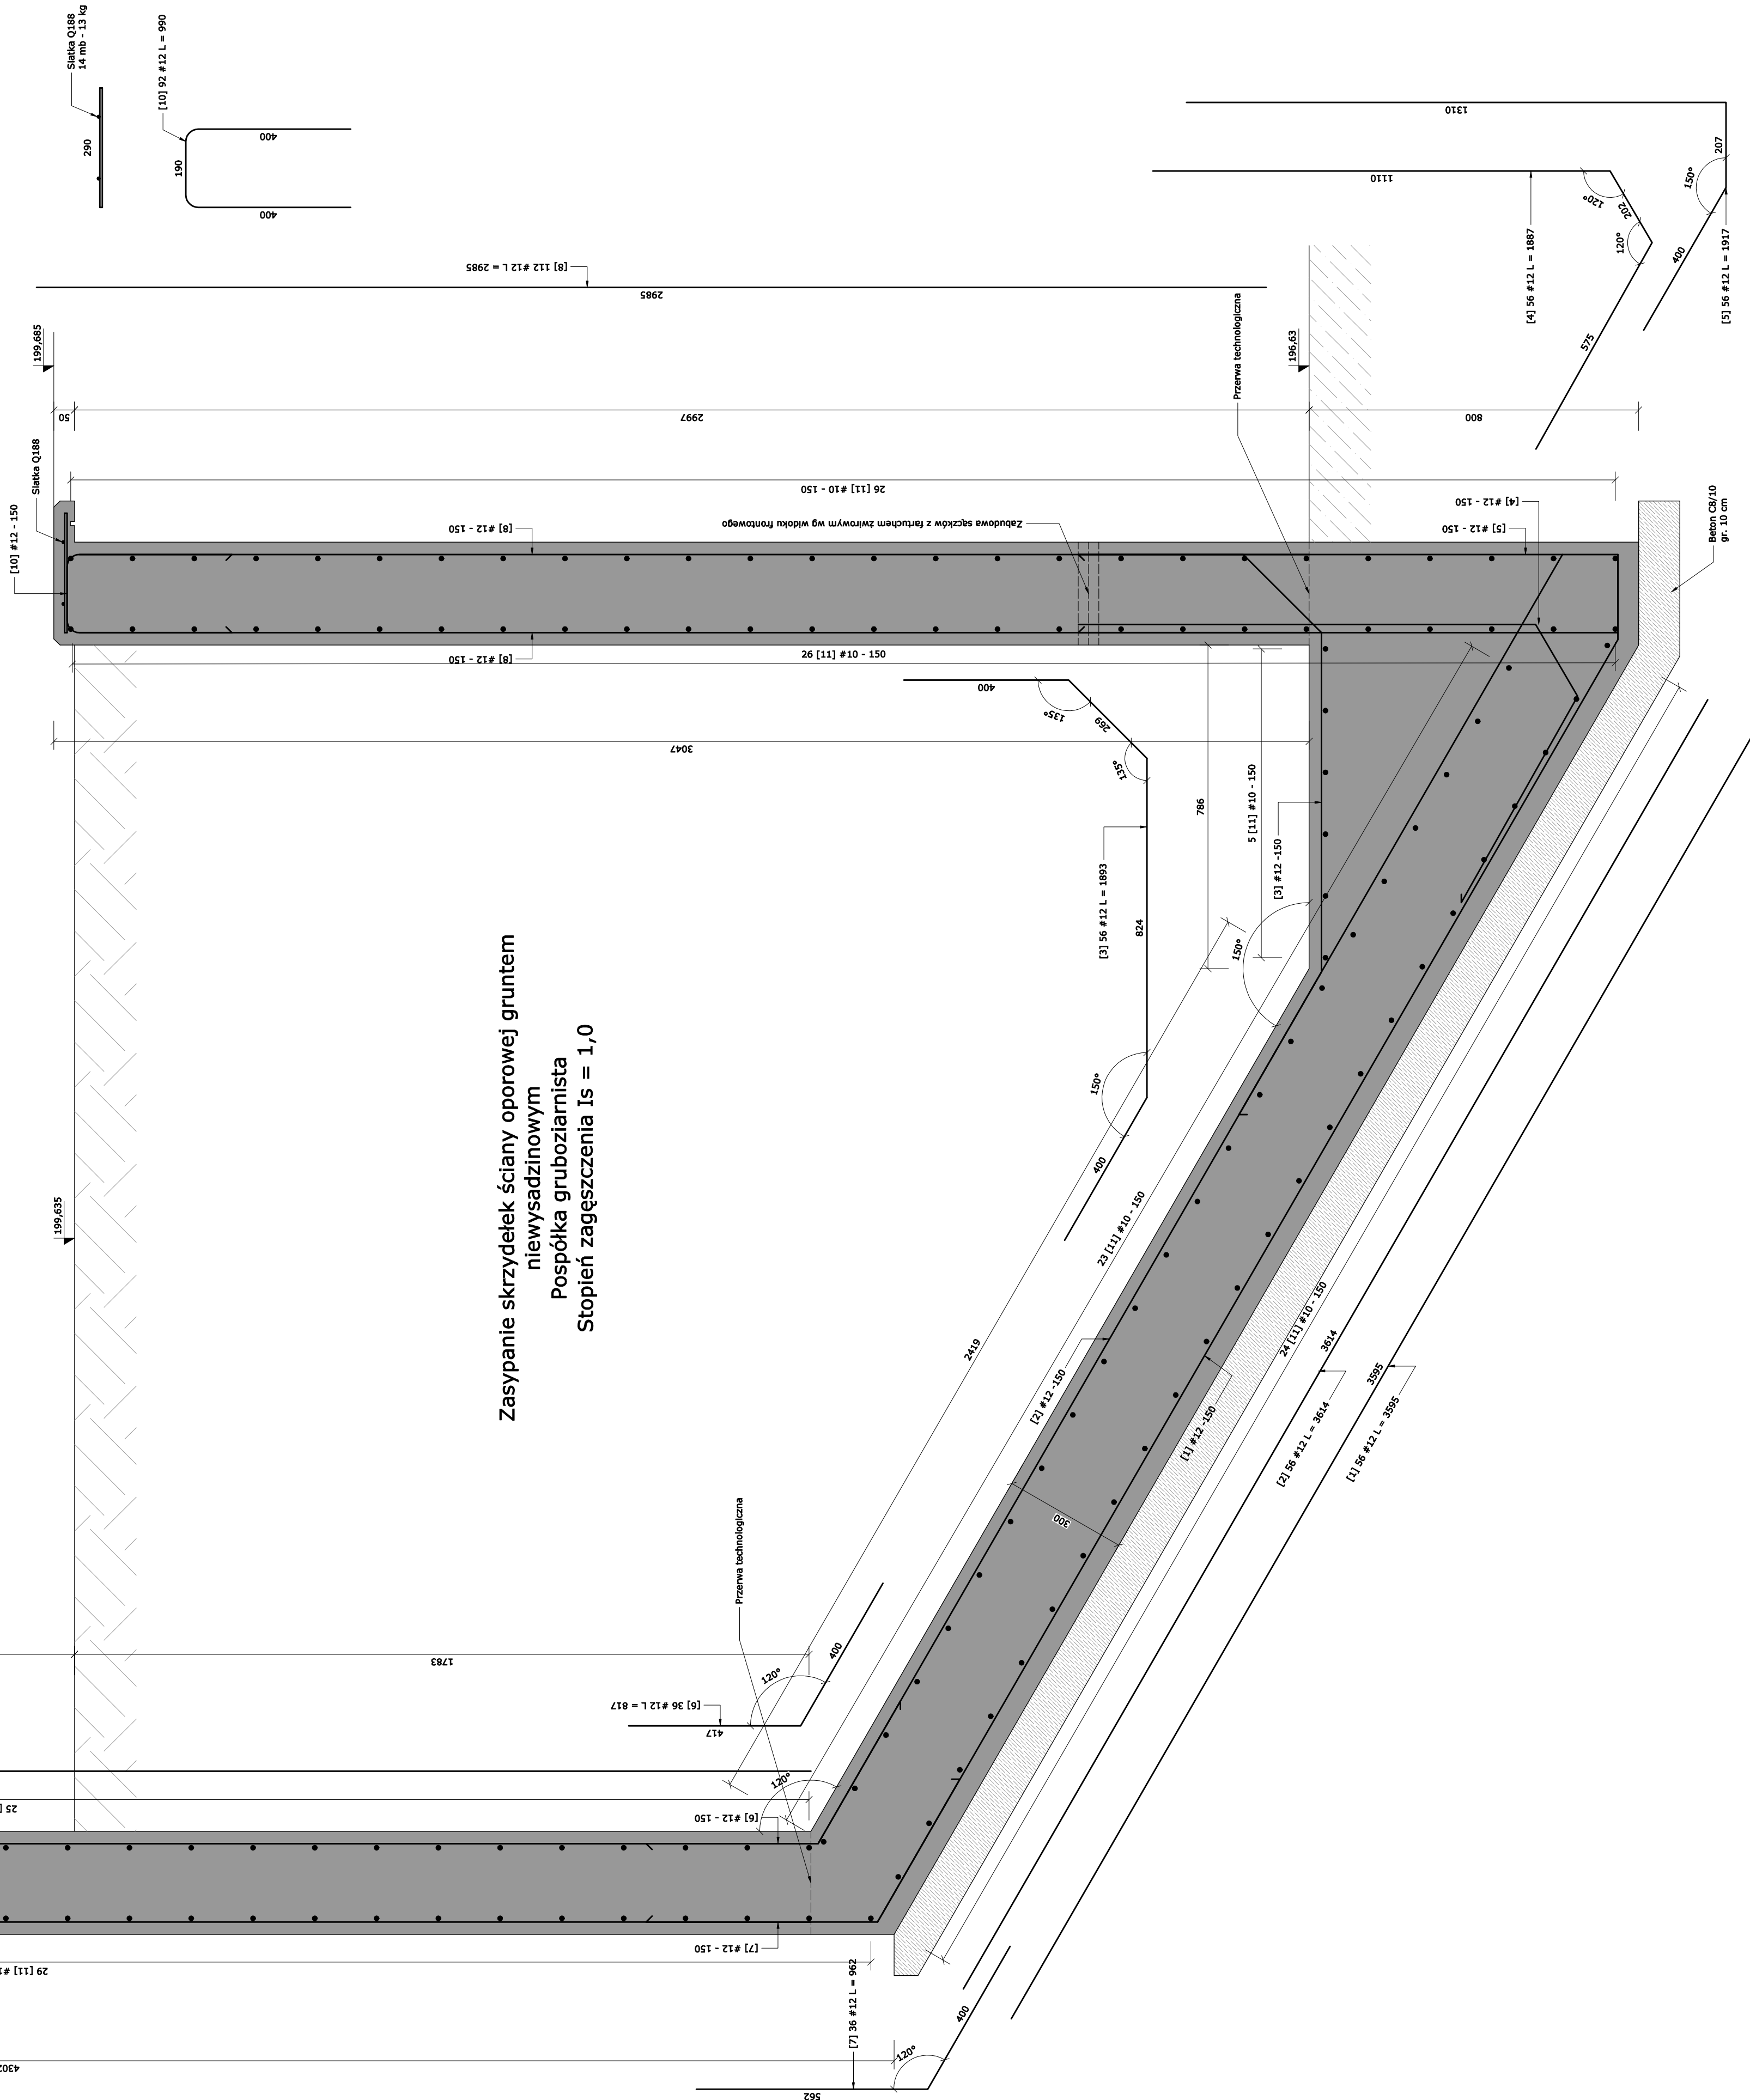 Siatka Q188
14 mb - 13 kg
[10] 92 #12 L = 990
290
190
400
400
1310
1110
207
150°
120°
202
120°
400
575
[4] 56 #12 L = 1887
[5] 56 #12 L = 1917
[8] 112 #12 L = 2985
2985
199,685
196,63
Przerwa technologiczna
50
2997
800
Siatka Q188
[10] #12 - 150
26 [11] #10 - 150
[4] #12 - 150
[5] #12 - 150
[8] #12 - 150
Zabudowa sączków z fartuchem żwirowym wg widoku frontowego
Beton C8/10
gr. 10 cm
[8] #12 - 150
26 [11] #10 - 150
400
135°
269
135°
3047
786
5 [11] #10 - 150
[3] #12 -150
[3] 56 #12 L = 1893
824
150°
150°
400
Zasypanie skrzydełek ściany oporowej gruntem
niewysadzinowym
Pospółka gruboziarnista
Stopień zagęszczenia Is = 1,0
199,635
23 [11] #10 - 150
2419
[2] #12 -150
24 [11] #10 - 150
3614
3595
[1] #12 -150
[2] 56 #12 L = 3614
[1] 56 #12 L = 3595
300
Przerwa technologiczna
1783
400
120°
[6] 36 #12 L = 817
417
120°
25 [
[6] #12 - 150
[7] #12 - 150
29 [11] #1
[7] 36 #12 L = 962
400
120°
4302
562